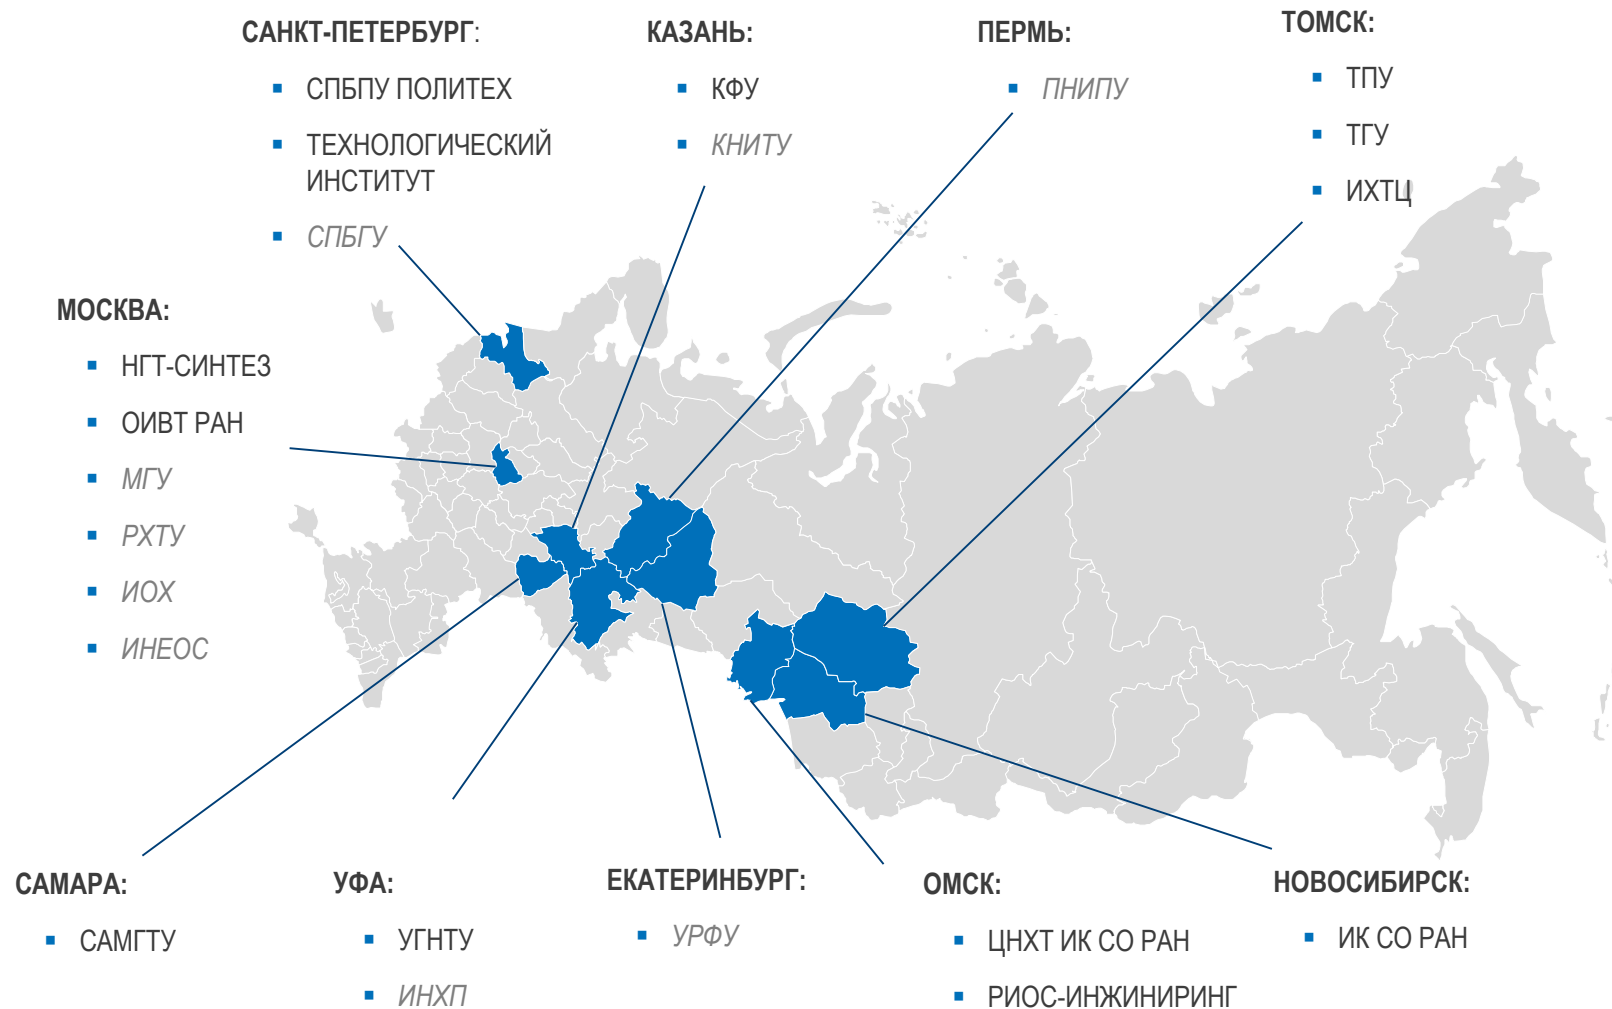 САНКТ-ПЕТЕРБУРГ:
СПБПУ ПОЛИТЕХ
ТЕХНОЛОГИЧЕСКИЙ
ИНСТИТУТ
СПБГУ
КАЗАНЬ:
КФУ
КНИТУ
ПЕРМЬ:
ПНИПУ
ТОМСК:
ТПУ
ТГУ
ИХТЦ
МОСКВА:
НГТ-СИНТЕЗ
ОИВТ РАН
МГУ
РХТУ
ИОХ
ИНЕОС
САМАРА:
САМГТУ
УФА:
УГНТУ
ИНХП
ЕКАТЕРИНБУРГ:
УРФУ
ОМСК:
ЦНХТ ИК СО РАН
РИОС-ИНЖИНИРИНГ
НОВОСИБИРСК:
ИК СО РАН